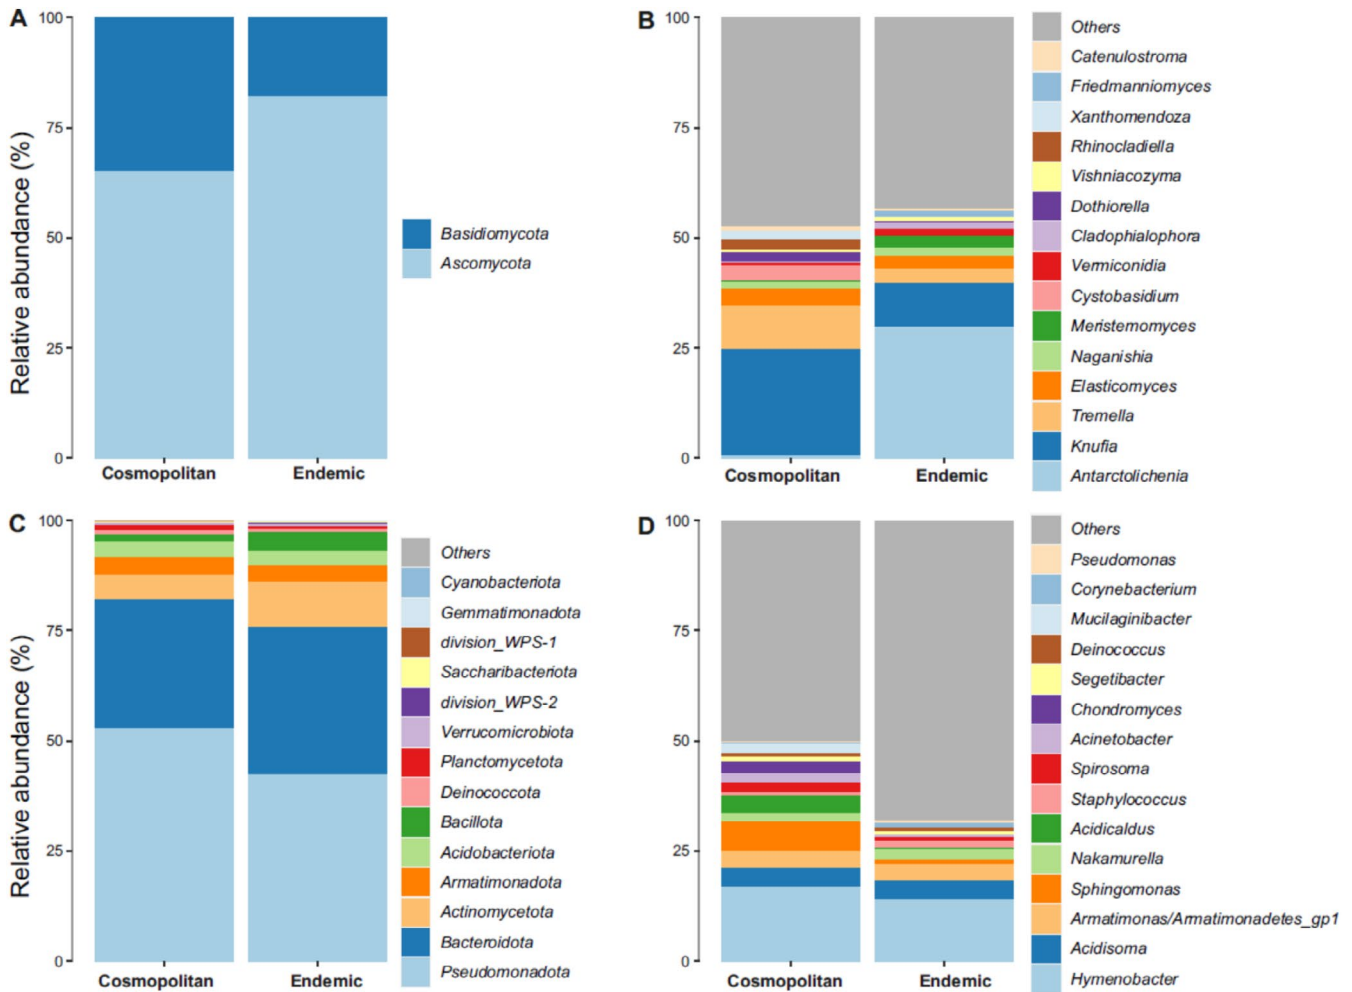 A
Relative abundance (%)
100
75
50
25
0
Cosmopolitan
Endemic
Basidiomycota
Ascomycota
B
100
75
50
25
0
Cosmopolitan
Endemic
Others
Catenulostroma
Friedmanniomyces
Xanthomendoza
Rhinocladiella
Vishniacozyma
Dothiorella
Cladophialophora
Vermiconidia
Cystobasidium
Meristemomyces
Naganishia
Elasticomyces
Tremella
Knufia
Antarctolichenia
C
Relative abundance (%)
100
75
50
25
0
Cosmopolitan
Endemic
Others
Cyanobacteriota
Gemmatimonadota
division_WPS-1
Saccharibacteriota
division_WPS-2
Verrucomicrobiota
Planctomycetota
Deinococcota
Bacillota
Acidobacteriota
Armatimonadota
Actinomycetota
Bacteroidota
Pseudomonadota
D
100
75
50
25
0
Cosmopolitan
Endemic
Others
Pseudomonas
Corynebacterium
Mucilaginibacter
Deinococcus
Segetibacter
Chondromyces
Acinetobacter
Spirosoma
Staphylococcus
Acidicaldus
Nakamurella
Sphingomonas
Armatimonas/Armatimonadetes_gp1
Acidisoma
Hymenobacter